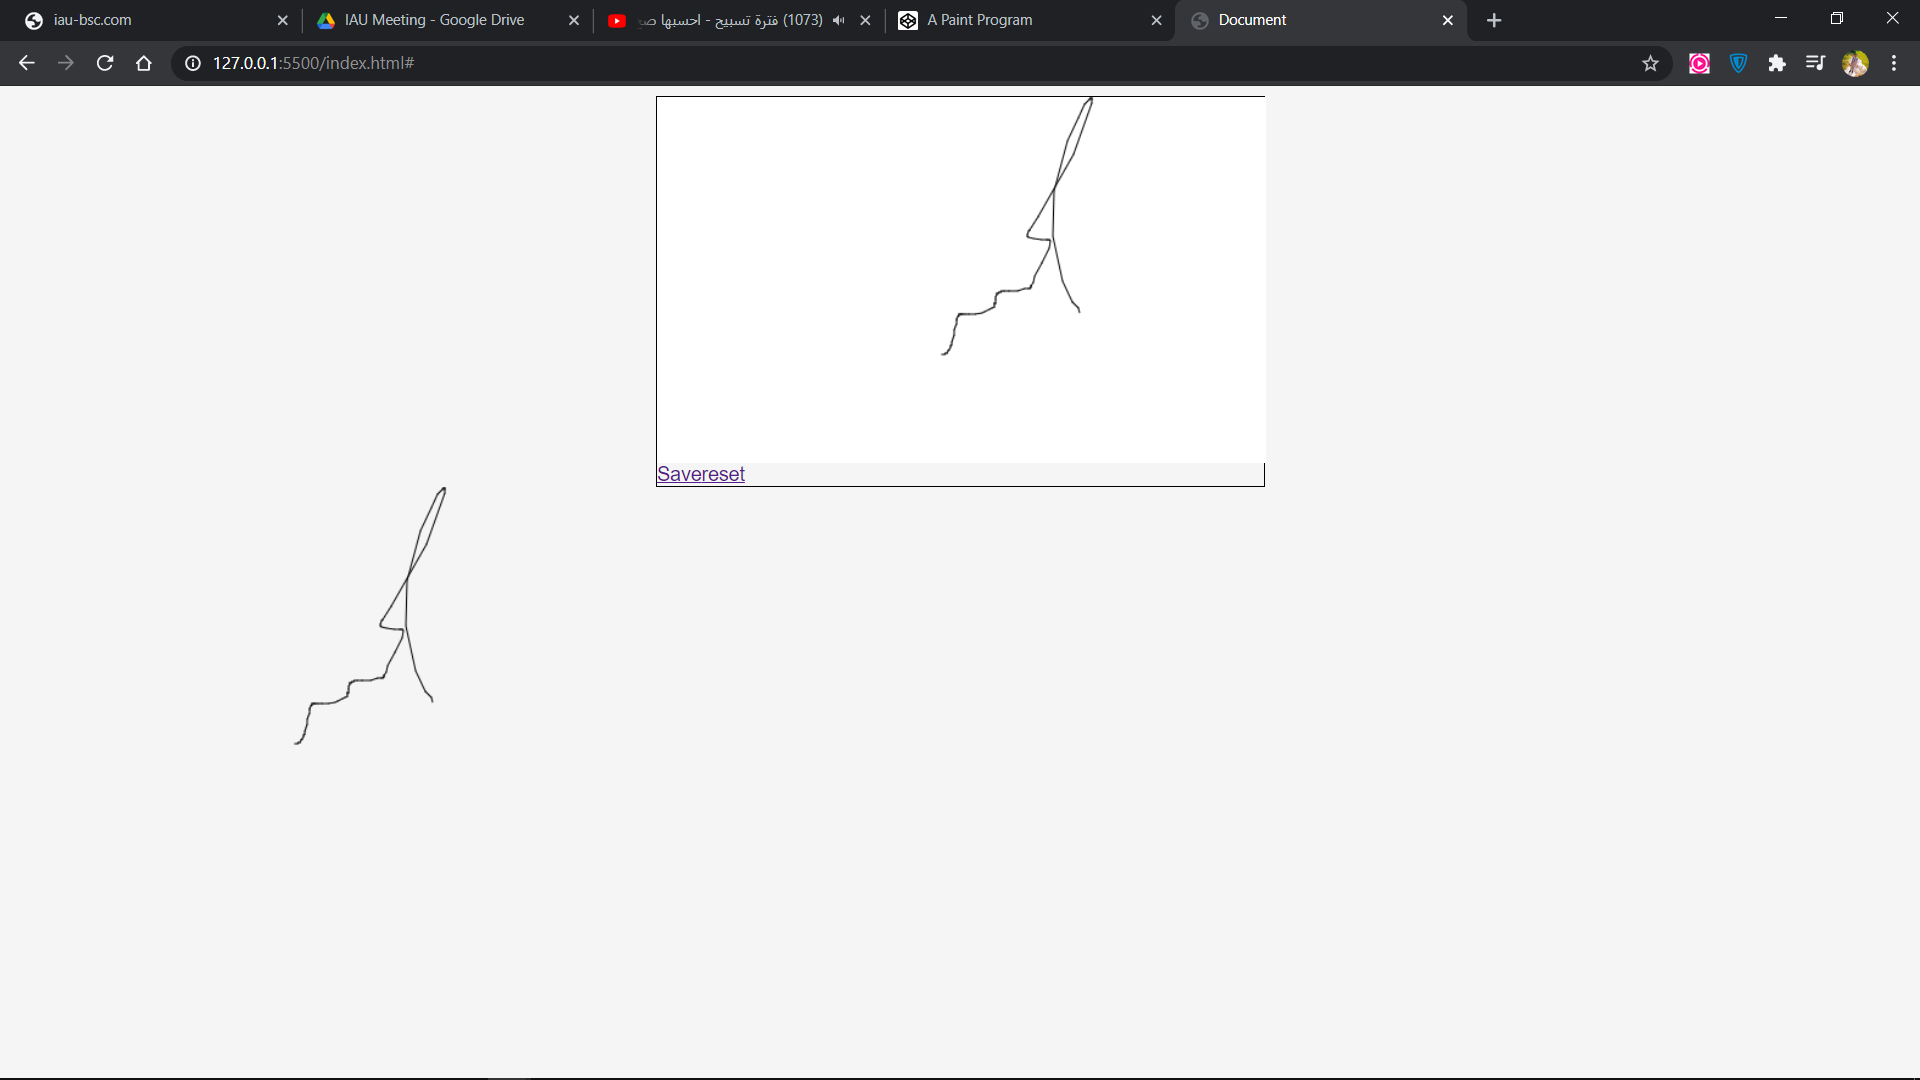 iau-bsc.com
IAU Meeting - Google Drive
(1073) فترة تسبيح - احسبها
A Paint Program
Document
127.0.0.1:5500/index.html#
Savereset